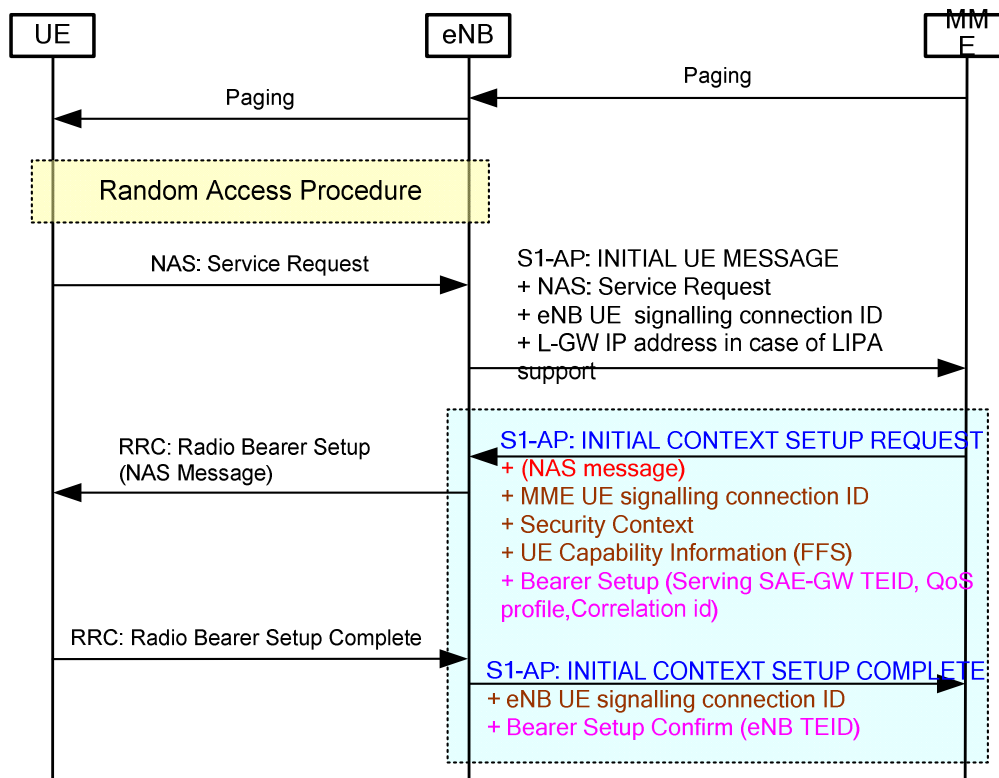 UE
eNB
MM
E
Paging
Paging
Random Access Procedure
NAS: Service Request
S1-AP: INITIAL UE MESSAGE
+ NAS: Service Request
+ eNB UE  signalling connection ID
+ L-GW IP address in case of LIPA
support
RRC: Radio Bearer Setup
(NAS Message)
S1-AP: INITIAL CONTEXT SETUP REQUEST
+ (NAS message)
+ MME UE signalling connection ID
+ Security Context
+ UE Capability Information (FFS)
+ Bearer Setup (Serving SAE-GW TEID, QoS
profile,Correlation id)
RRC: Radio Bearer Setup Complete
S1-AP: INITIAL CONTEXT SETUP COMPLETE
+ eNB UE signalling connection ID
+ Bearer Setup Confirm (eNB TEID)